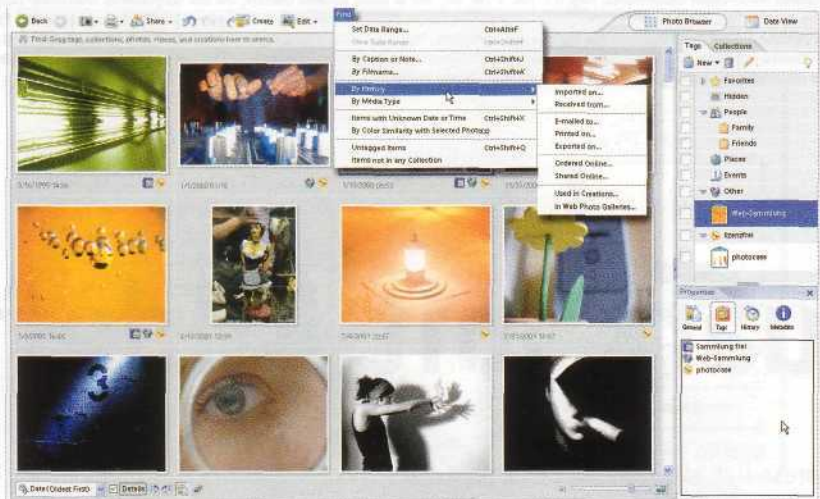 Back
Share
Create
Edit
Find
Photo Browser
Date View
Find: Drag tags, collections, photos, videos, and creations here to search.
Set Date Range... Ctrl+Alt+F
By Caption or Note... Ctrl+Shift+J
By Filename... Ctrl+Shift+K
By History
By Media Type
Items with Unknown Date or Time Ctrl+Shift+X
By Color Similarity with Selected Photo(s)
Untagged Items Ctrl+Shift+Q
Items not in any Collection
Imported on...
Received from...
E-mailed to...
Printed on...
Exported on...
Ordered Online...
Shared Online...
Used in Creations...
In Web Photo Galleries...
Tags
Collections
New
Favorites
Hidden
People
Family
Friends
Places
Events
Other
Web-Sammlung
lizenzfrei
photocase
Properties
General
Tags
History
Metadata
Sammlung frei
Web-Sammlung
photocase
3
Date (Oldest First)
Details